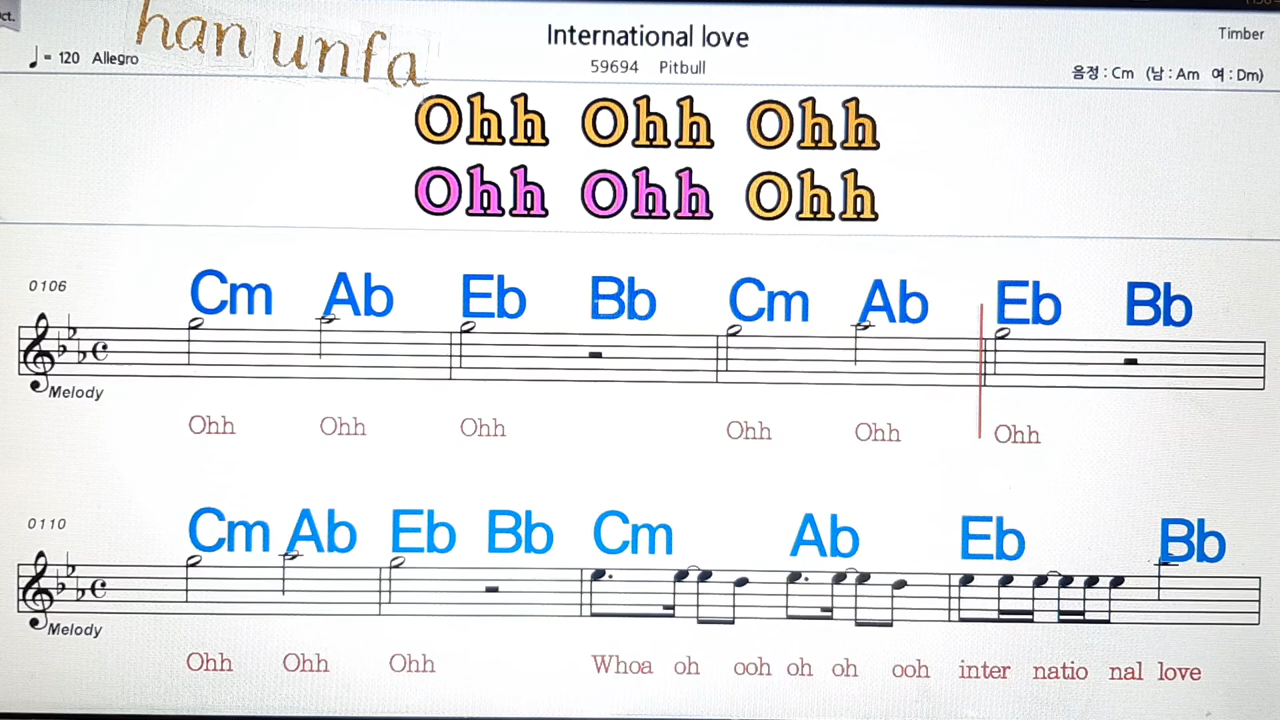 ct.
han unfa
International love
Timber
♩ = 120 Allegro
59694 Pitbull
음정 : Cm (남 : Am 여 : Dm)
Ohh Ohh Ohh
Ohh Ohh Ohh
0106
Cm Ab Eb Bb Cm Ab Eb Bb
Melody
Ohh Ohh Ohh Ohh Ohh Ohh
0110
Cm Ab Eb Bb Cm Ab Eb Bb
Melody
Ohh Ohh Ohh Whoa oh ooh oh oh ooh inter natio nal love